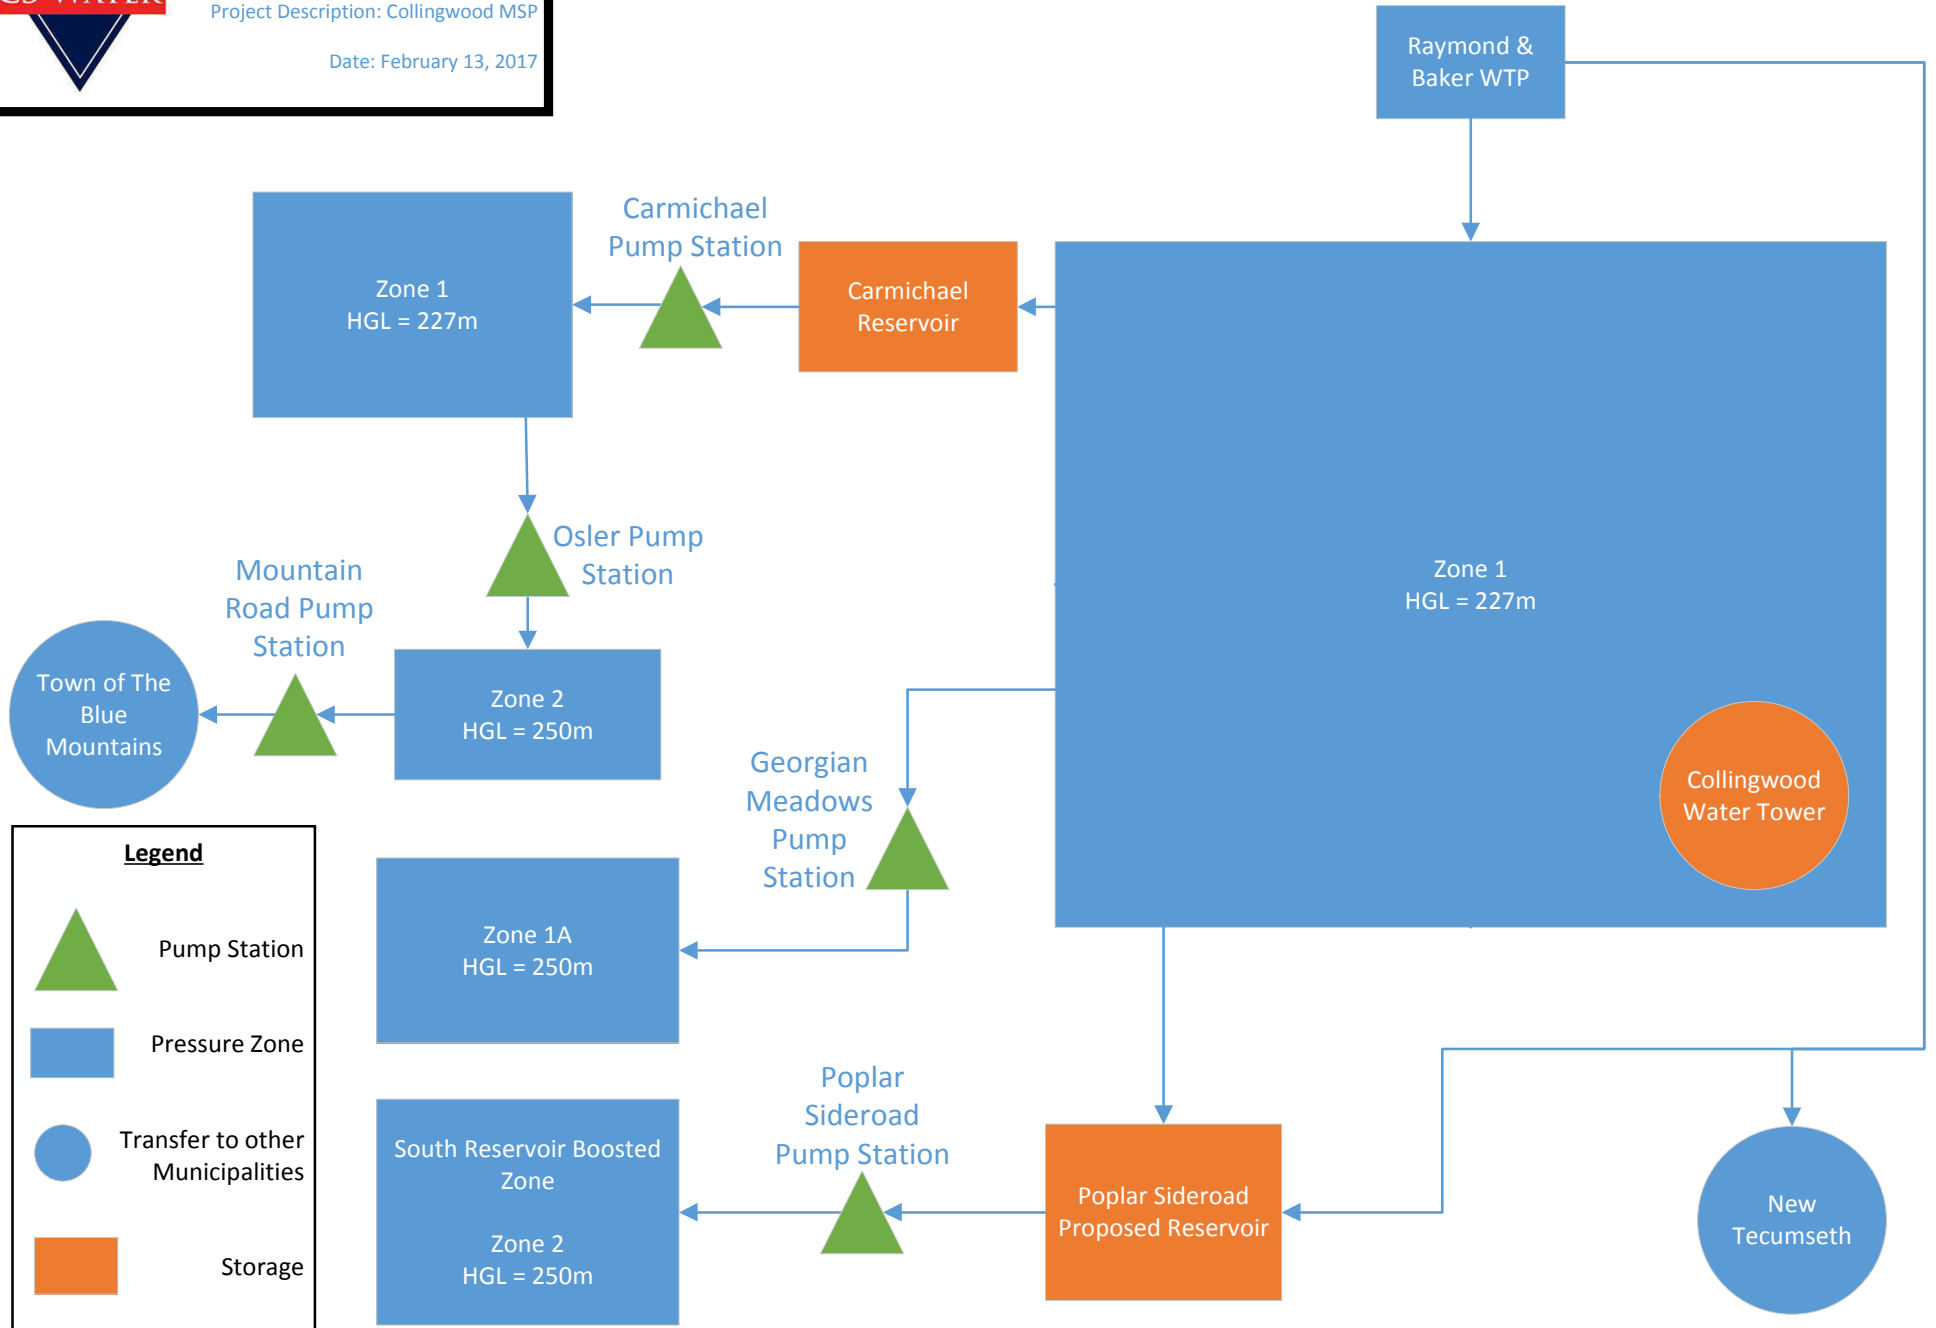 Project Description: Collingwood MSP
Date: February 13, 2017
Raymond &
Baker WTP
Carmichael
Pump Station
Zone 1
HGL = 227m
Carmichael
Reservoir
Zone 1
HGL = 227m
Osler Pump
Station
Mountain
Road Pump
Station
Town of The
Blue
Mountains
Zone 2
HGL = 250m
Georgian
Meadows
Pump
Station
Collingwood
Water Tower
Zone 1A
HGL = 250m
Poplar
Sideroad
Pump Station
South Reservoir Boosted
Zone
Zone 2
HGL = 250m
Poplar Sideroad
Proposed Reservoir
New
Tecumseth
Legend
Pump Station
Pressure Zone
Transfer to other
Municipalities
Storage